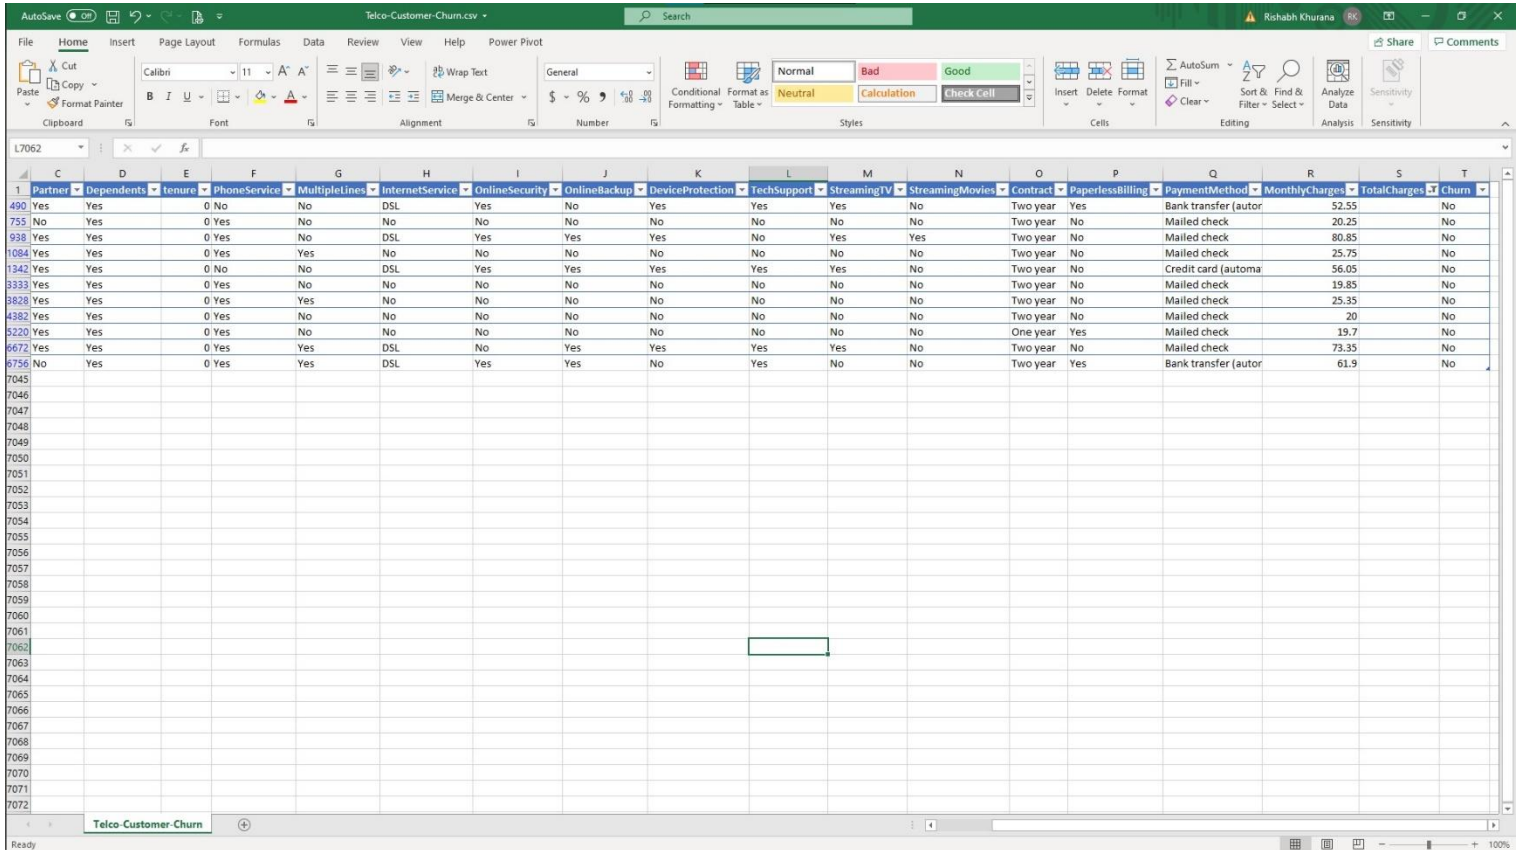 AutoSave Off Telco-Customer-Churn.csv Search Rishabh Khurana RK
File Home Insert Page Layout Formulas Data Review View Help Power Pivot Share Comments
Paste Cut Copy Format Painter Calibri 11 B I U Wrap Text Merge & Center General $ % Conditional Formatting Format as Table Normal Bad Good Neutral Calculation Check Cell Insert Delete Format AutoSum Fill Clear Sort & Filter Find & Select Analyze Data Sensitivity
Clipboard Font Alignment Number Styles Cells Editing Analysis Sensitivity
L7062 fx
C D E F G H I J K L M N O P Q R S T
1 Partner Dependents tenure PhoneService MultipleLines InternetService OnlineSecurity OnlineBackup DeviceProtection TechSupport StreamingTV StreamingMovies Contract PaperlessBilling PaymentMethod MonthlyCharges TotalCharges Churn
490 Yes Yes 0 No No DSL Yes No Yes Yes Yes No Two year Yes Bank transfer (autor 52.55 No
755 No Yes 0 Yes No No No No No No No No Two year No Mailed check 20.25 No
938 Yes Yes 0 Yes No DSL Yes Yes Yes No Yes Yes Two year No Mailed check 80.85 No
1084 Yes Yes 0 Yes Yes No No No No No No No Two year No Mailed check 25.75 No
1342 Yes Yes 0 No No DSL Yes Yes Yes Yes Yes No Two year No Credit card (automa 56.05 No
3333 Yes Yes 0 Yes No No No No No No No No Two year No Mailed check 19.85 No
3828 Yes Yes 0 Yes Yes No No No No No No No Two year No Mailed check 25.35 No
4382 Yes Yes 0 Yes No No No No No No No No Two year No Mailed check 20 No
5220 Yes Yes 0 Yes No No No No No No No No One year Yes Mailed check 19.7 No
6672 Yes Yes 0 Yes Yes DSL No Yes Yes Yes Yes No Two year No Mailed check 73.35 No
6756 No Yes 0 Yes Yes DSL Yes Yes No Yes No No Two year Yes Bank transfer (autor 61.9 No
7045
7046
7047
7048
7049
7050
7051
7052
7053
7054
7055
7056
7057
7058
7059
7060
7061
7062
7063
7064
7065
7066
7067
7068
7069
7070
7071
7072
Telco-Customer-Churn
Ready 100%